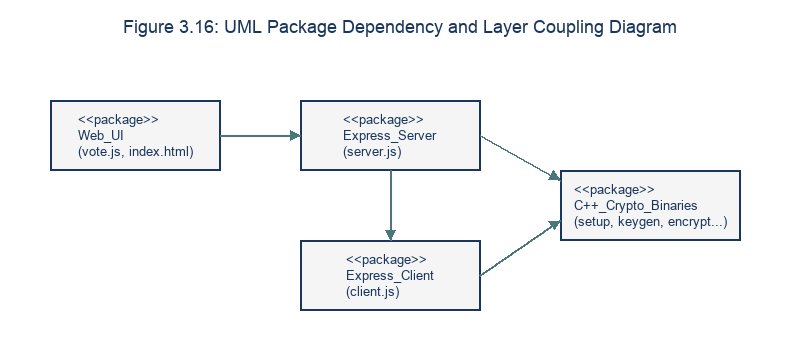 Figure 3.16: UML Package Dependency and Layer Coupling Diagram
<<package>>
Web_UI
(vote.js, index.html)
<<package>>
Express_Server
(server.js)
<<package>>
C++_Crypto_Binaries
(setup, keygen, encrypt...)
<<package>>
Express_Client
(client.js)